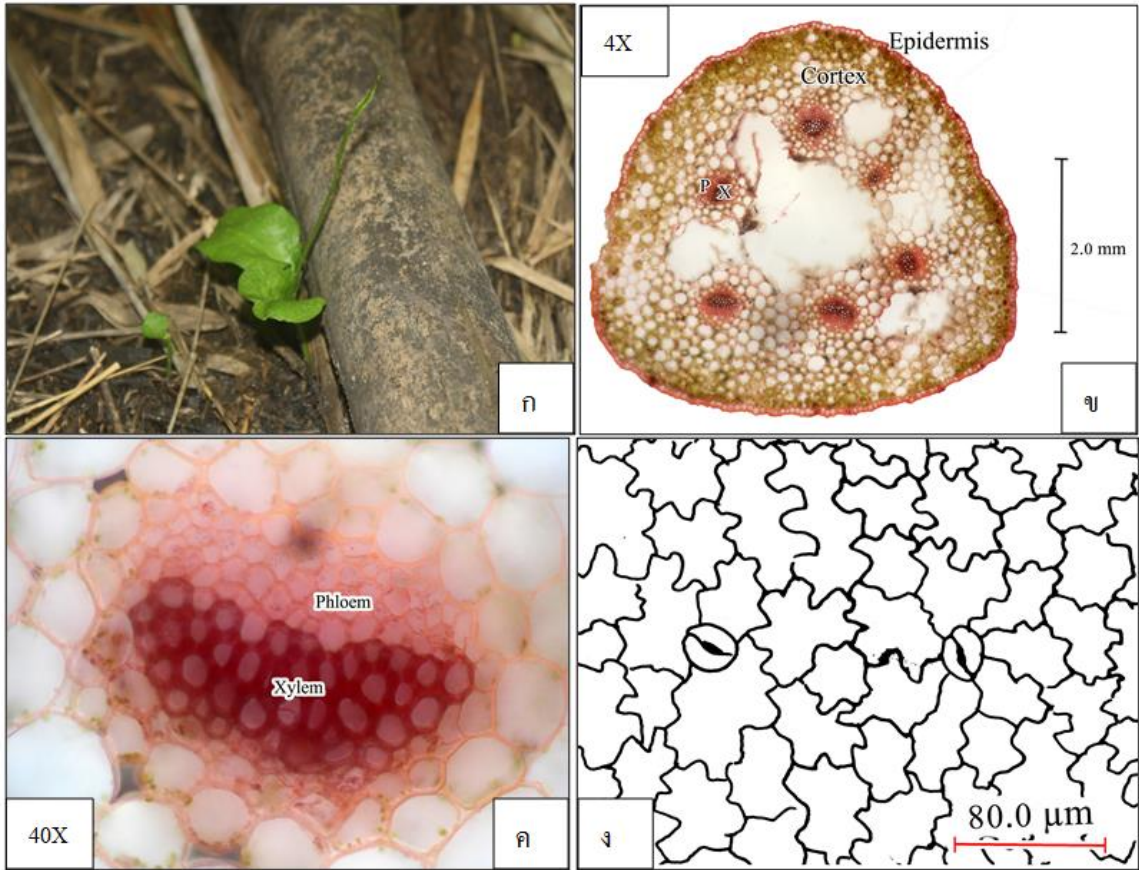 4X
Epidermis
Cortex
P X
2.0 mm
ก
ข
Phloem
Xylem
40X
ค
ง
80.0 µm